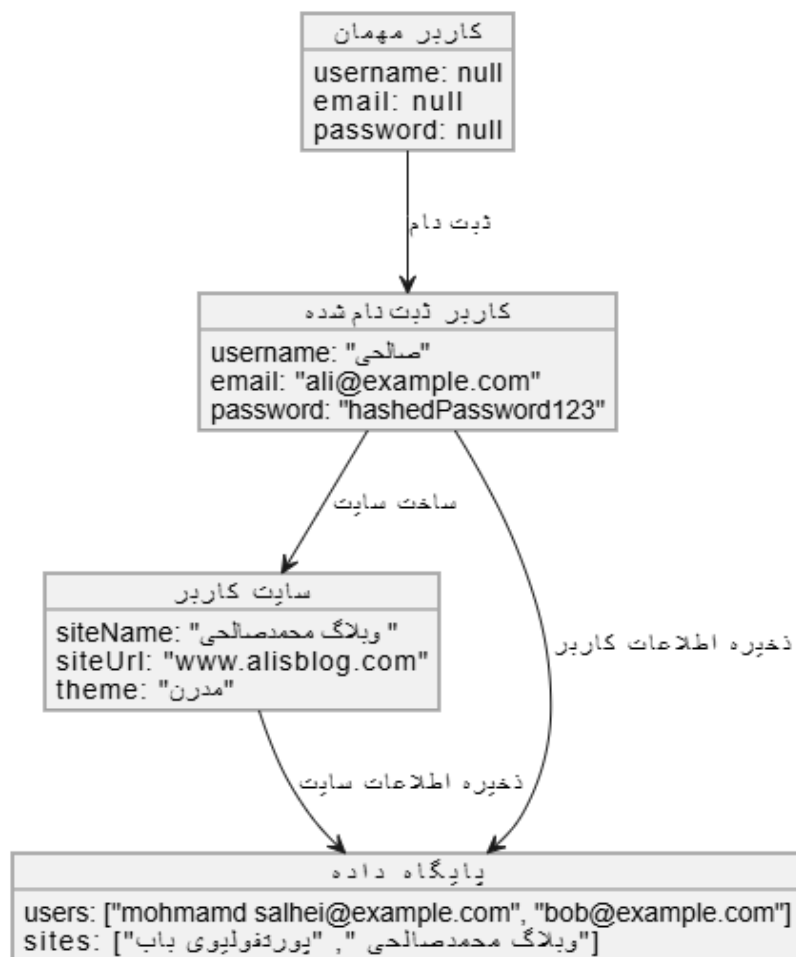 کاربر مهمان
username: null
email: null
password: null
ثبت نام
کاربر ثبت نام شده
username: "صالحی"
email: "ali@example.com"
password: "hashedPassword123"
ساخت سایت
سایت کاربر
siteName: "وبلاگ محمدصالحی "
siteUrl: "www.alisblog.com"
theme: "مدرن"
ذخیره اطلاعات کاربر
ذخیره اطلاعات سایت
پایگاه داده
users: ["mohmamd salhei@example.com", "bob@example.com"]
sites: ["وبلاگ محمدصالحی ", "پورتفولیوی باب"]